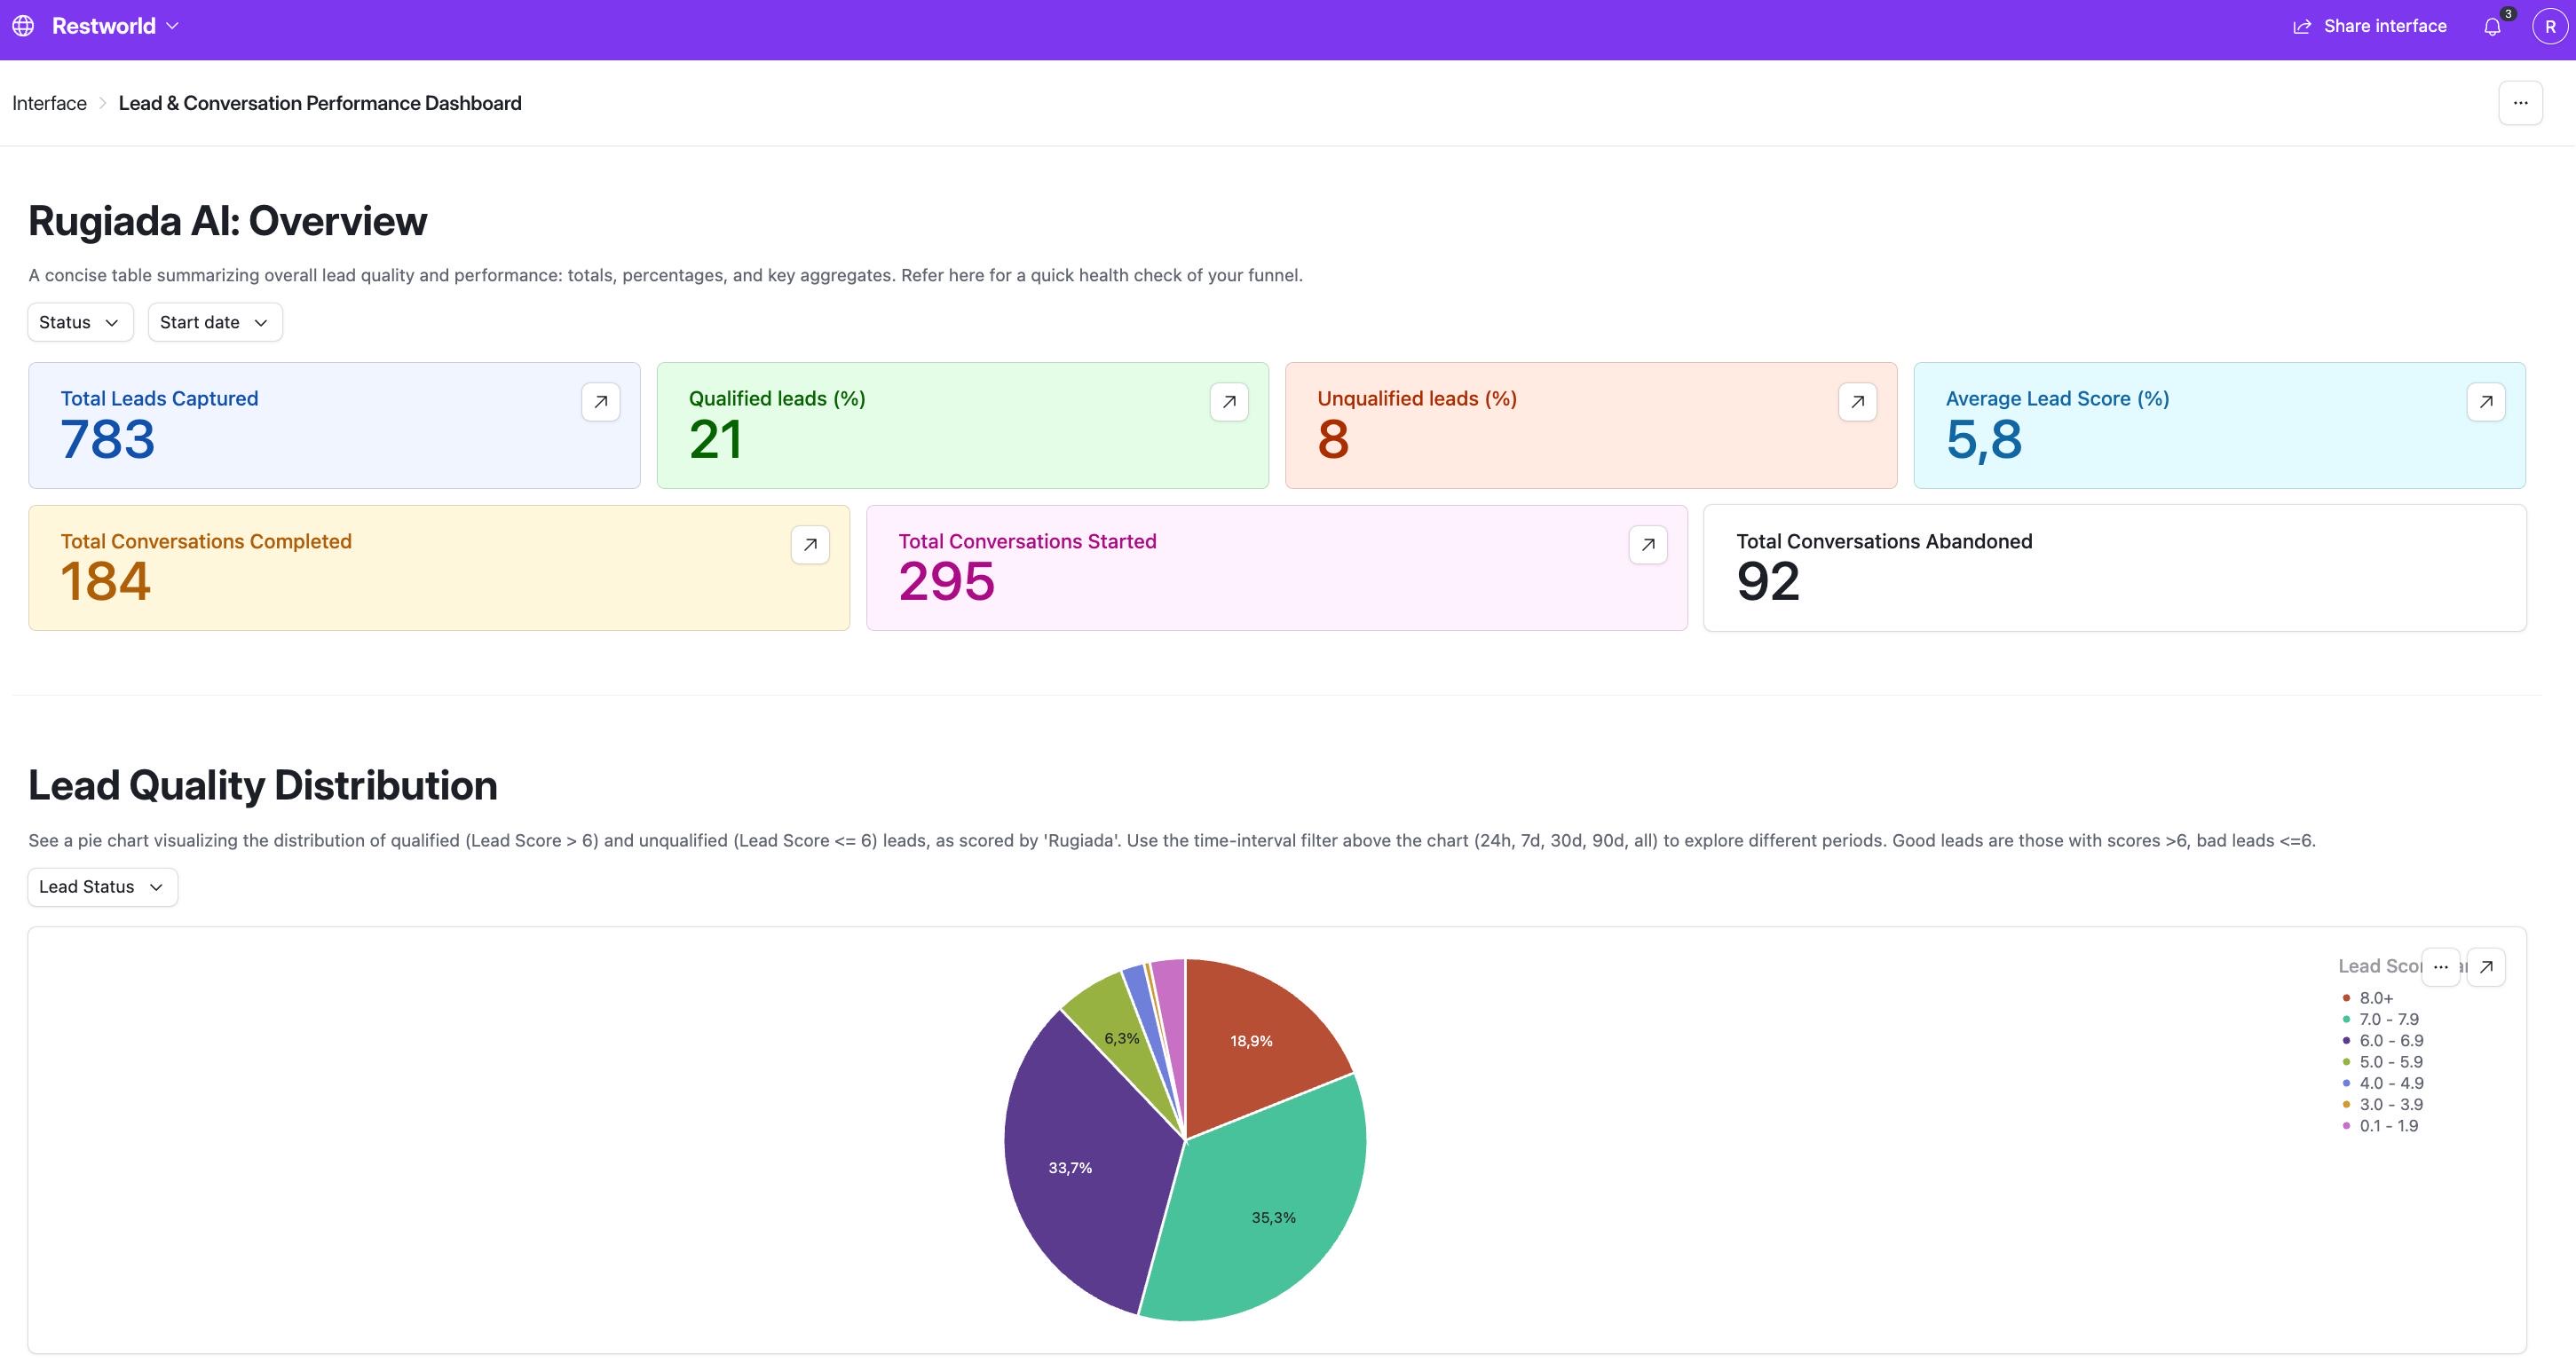 Restworld
Share interface
3
R
Interface
Lead & Conversation Performance Dashboard
...
Rugiada AI: Overview
A concise table summarizing overall lead quality and performance: totals, percentages, and key aggregates. Refer here for a quick health check of your funnel.
Status
Start date
Total Leads Captured
783
Qualified leads (%)
21
Unqualified leads (%)
8
Average Lead Score (%)
5,8
Total Conversations Completed
184
Total Conversations Started
295
Total Conversations Abandoned
92
Lead Quality Distribution
See a pie chart visualizing the distribution of qualified (Lead Score > 6) and unqualified (Lead Score <= 6) leads, as scored by 'Rugiada'. Use the time-interval filter above the chart (24h, 7d, 30d, 90d, all) to explore different periods. Good leads are those with scores >6, bad leads <=6.
Lead Status
18,9%
35,3%
33,7%
6,3%
Lead
...
8.0+
7.0 - 7.9
6.0 - 6.9
5.0 - 5.9
4.0 - 4.9
3.0 - 3.9
0.1 - 1.9